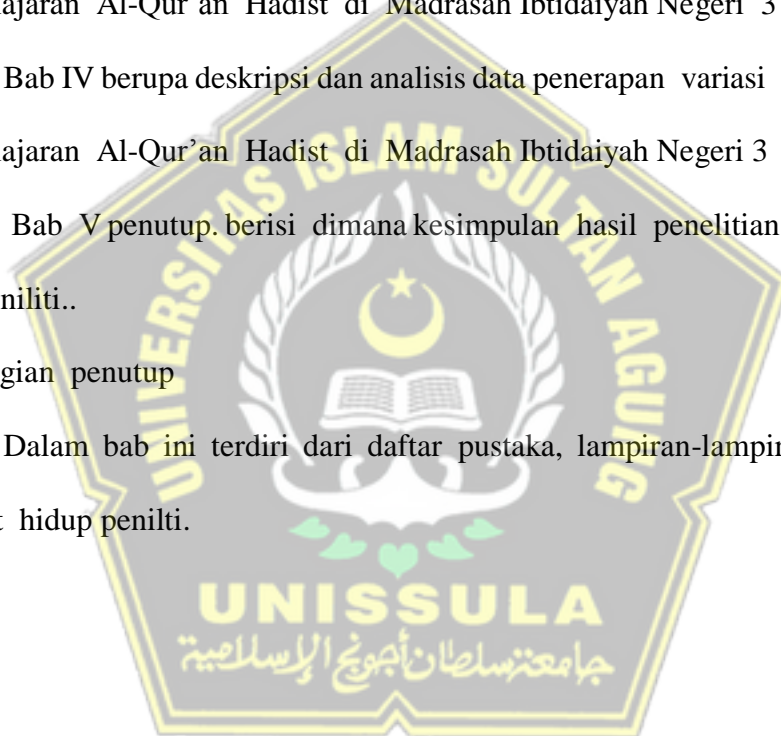 ajaran Al-Qur'an Hadist di Madrasah Ibtidaiyah Negeri 3
Bab IV berupa deskripsi dan analisis data penerapan variasi
ajaran Al-Qur’an Hadist di Madrasah Ibtidaiyah Negeri 3
Bab V penutup. berisi dimana kesimpulan hasil penelitian
niliti..
gian penutup
Dalam bab ini terdiri dari daftar pustaka, lampiran-lampir
hidup penilti.
UNIVERSITAS ISLAM SULTAN AGUNG
UNISSULA
جامعة سلطان أجونج الإسلامية